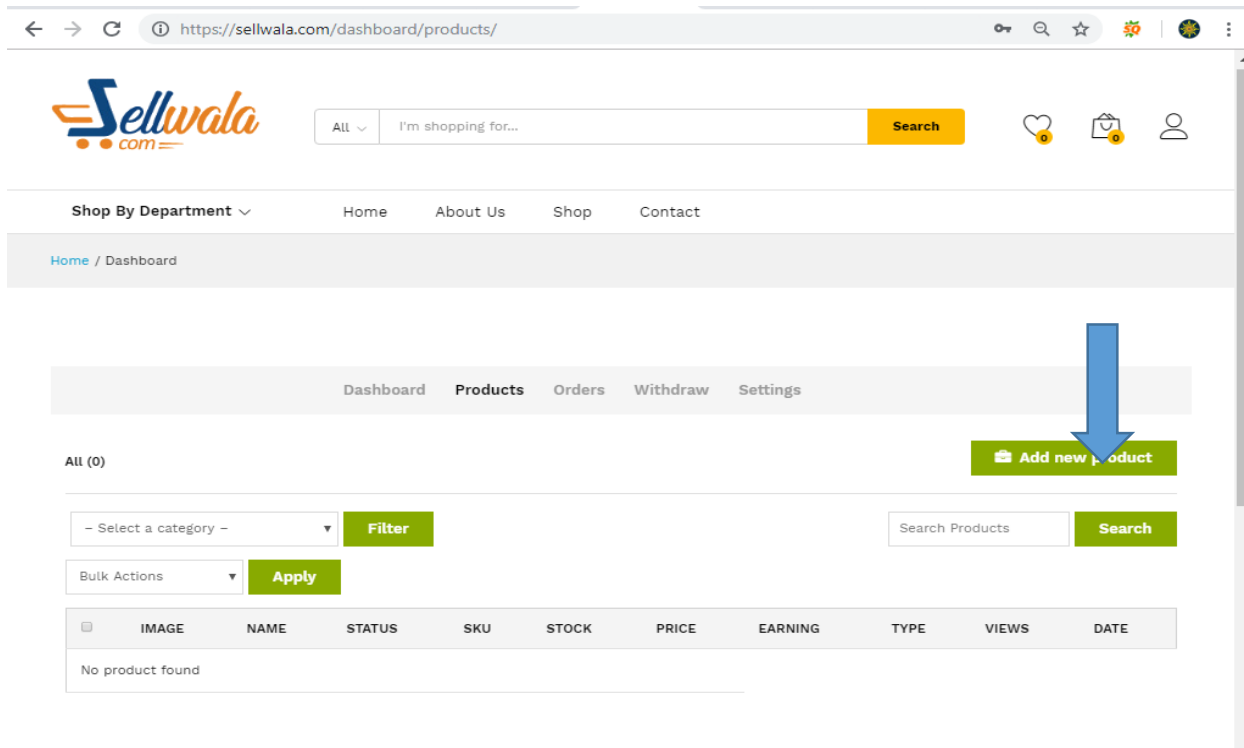 https://sellwala.com/dashboard/products/
Sellwala
com
All I'm shopping for... Search
0 0
Shop By Department Home About Us Shop Contact
Home / Dashboard
Dashboard Products Orders Withdraw Settings
All (0) Add new product
– Select a category – Filter Search Products Search
Bulk Actions Apply
IMAGE NAME STATUS SKU STOCK PRICE EARNING TYPE VIEWS DATE
No product found